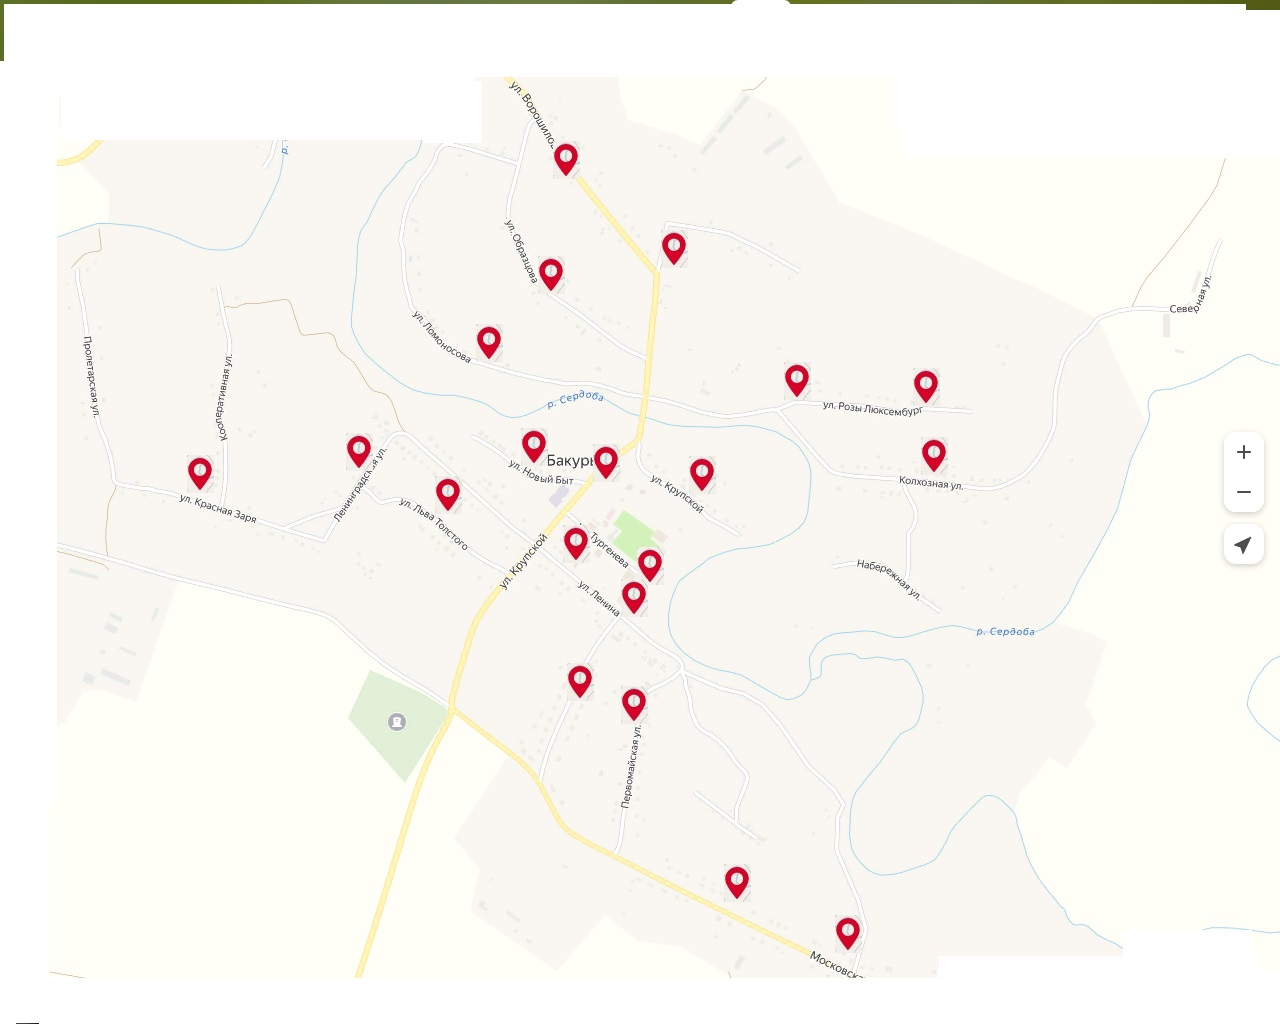 ул. Ворошилов
р.
ул. Образцова
Северная ул.
ул. Ломоносова
Пролетарская ул.
Кооперативная ул.
р. Сердоба
ул. Розы Люксембург
Бакуры
ул. Новый Быт
Ленинградская ул.
ул. Крупской
Колхозная ул.
ул. Красная Заря
ул. Льва Толстого
Тургенева
ул. Крупской
Набережная ул.
ул. Ленина
р. Сердоба
Первомайская ул.
Московска